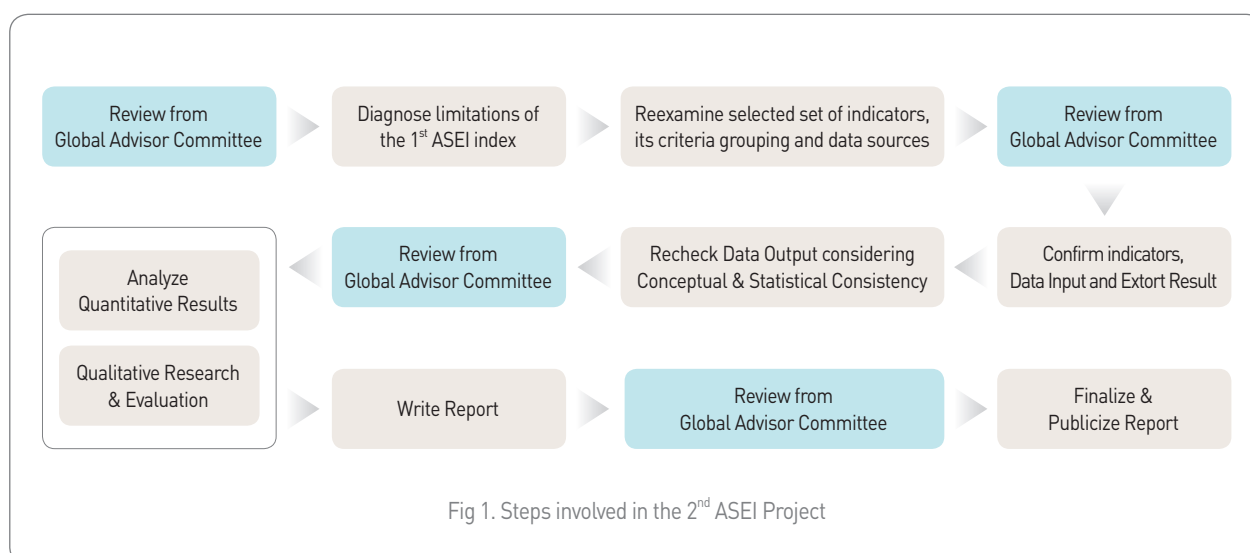 Review from
Global Advisor Committee
Diagnose limitations of
the 1st ASEI index
Reexamine selected set of indicators,
its criteria grouping and data sources
Review from
Global Advisor Committee
Confirm indicators,
Data Input and Extort Result
Recheck Data Output considering
Conceptual & Statistical Consistency
Review from
Global Advisor Committee
Analyze
Quantitative Results
Qualitative Research
& Evaluation
Write Report
Review from
Global Advisor Committee
Finalize &
Publicize Report
Fig 1. Steps involved in the 2nd ASEI Project